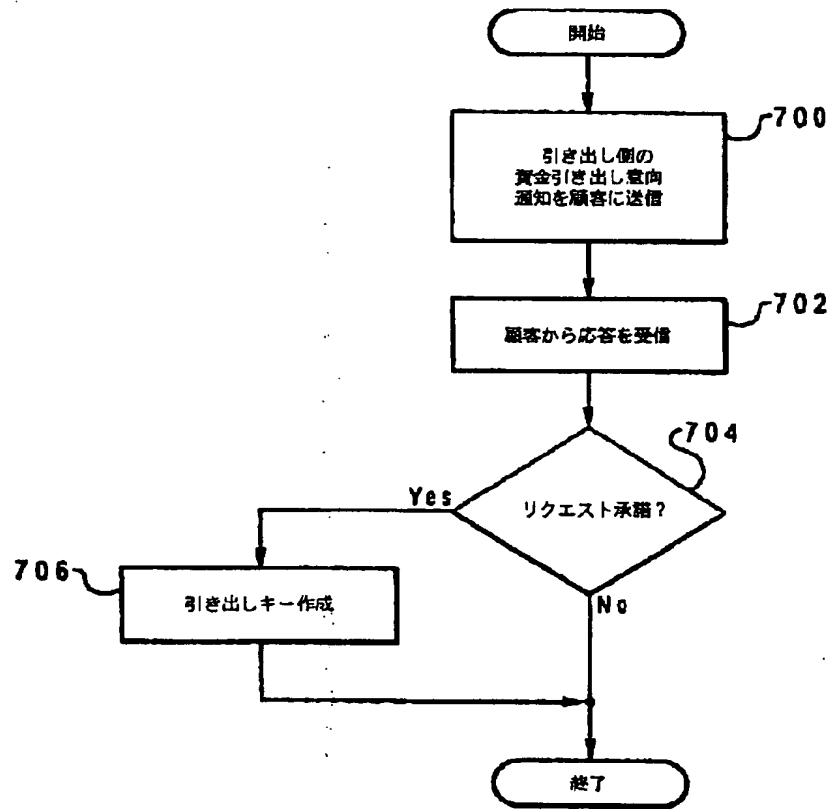 開始
700
引き出し側の
資金引き出し意向
通知を顧客に送信
702
顧客から応答を受信
704
リクエスト承諾？
Yes
No
706
引き出しキー作成
終了